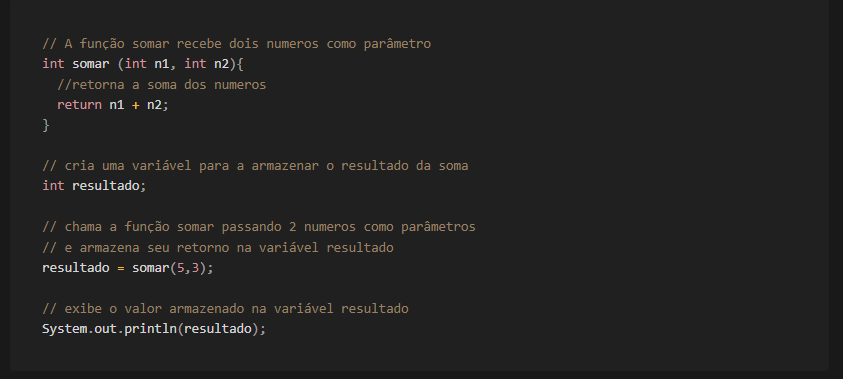 // A função somar recebe dois numeros como parâmetro
int somar (int n1, int n2){
  //retorna a soma dos numeros
  return n1 + n2;
}
// cria uma variável para a armazenar o resultado da soma
int resultado;
// chama a função somar passando 2 numeros como parâmetros
// e armazena seu retorno na variável resultado
resultado = somar(5,3);
// exibe o valor armazenado na variável resultado
System.out.println(resultado);